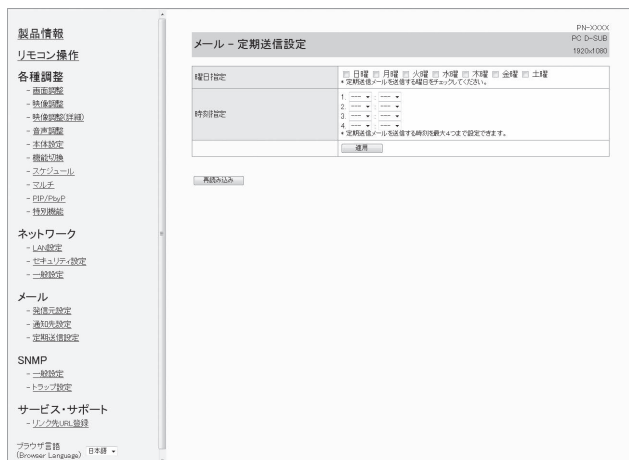 製品情報
リモコン操作
各種調整
- 画面調整
- 映像調整
- 映像調整(詳細)
- 音声調整
- 本体設定
- 機能切換
- スケジュール
- マルチ
- PIP/PbyP
- 特別機能
ネットワーク
- LAN設定
- セキュリティ設定
- 一般設定
メール
- 発信元設定
- 通知先設定
- 定期送信設定
SNMP
- 一般設定
- トラップ設定
サービス・サポート
- リンク先URL登録
ブラウザ言語
(Browser Language) 日本語
PN-XXXX
PC D-SUB
1920x1080
メール - 定期送信設定
曜日指定
日曜 月曜 火曜 水曜 木曜 金曜 土曜
* 定期送信メールを送信する曜日をチェックしてください。
時刻指定
1. --- : ---
2. --- : ---
3. --- : ---
4. --- : ---
* 定期送信メールを送信する時刻を最大4つまで設定できます。
適用
再読み込み